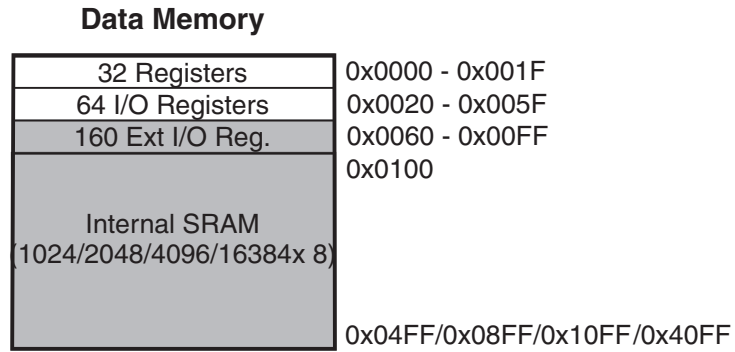 Data Memory
32 Registers 0x0000 - 0x001F
64 I/O Registers 0x0020 - 0x005F
160 Ext I/O Reg. 0x0060 - 0x00FF
0x0100
Internal SRAM
(1024/2048/4096/16384x 8)
0x04FF/0x08FF/0x10FF/0x40FF